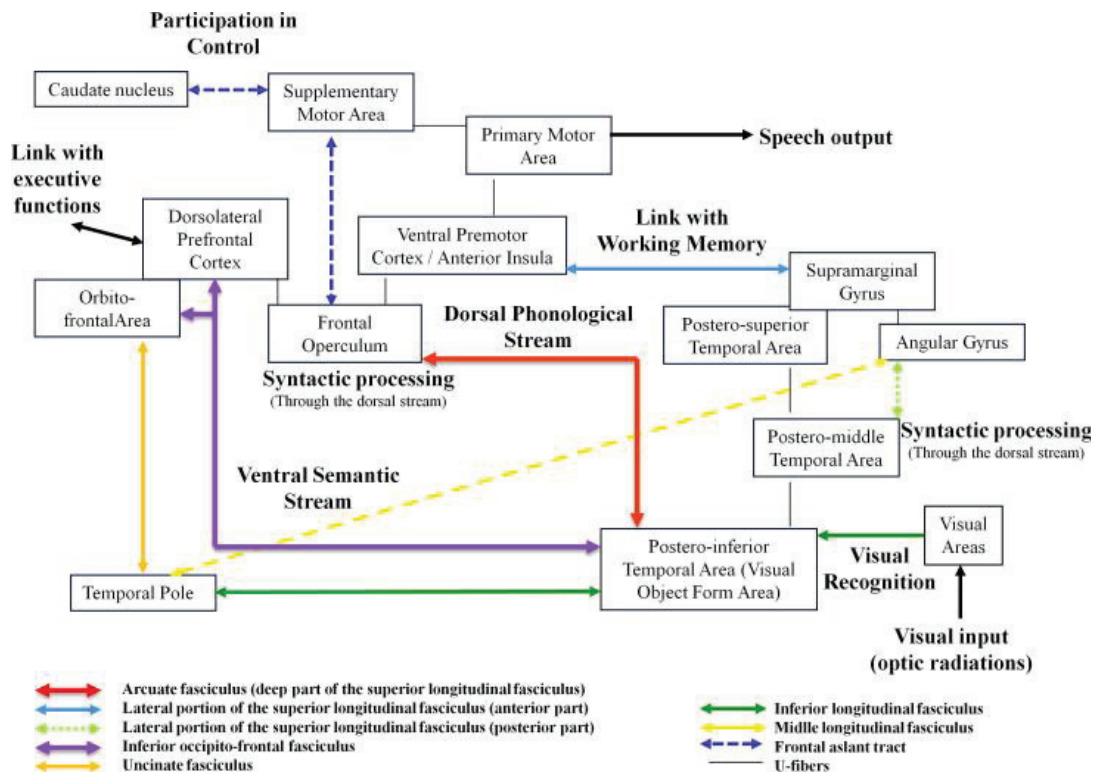 Participation in
Control
Caudate nucleus
Supplementary
Motor Area
Primary Motor
Area
Speech output
Link with
executive
functions
Dorsolateral
Prefrontal
Cortex
Ventral Premotor
Cortex / Anterior Insula
Link with
Working Memory
Supramarginal
Gyrus
Orbito-
frontalArea
Frontal
Operculum
Dorsal Phonological
Stream
Postero-superior
Temporal Area
Angular Gyrus
Syntactic processing
(Through the dorsal stream)
Postero-middle
Temporal Area
Syntactic processing
(Through the dorsal stream)
Ventral Semantic
Stream
Postero-inferior
Temporal Area (Visual
Object Form Area)
Visual
Areas
Visual
Recognition
Temporal Pole
Visual input
(optic radiations)
Arcuate fasciculus (deep part of the superior longitudinal fasciculus)
Lateral portion of the superior longitudinal fasciculus (anterior part)
Lateral portion of the superior longitudinal fasciculus (posterior part)
Inferior occipito-frontal fasciculus
Uncinate fasciculus
Inferior longitudinal fasciculus
Midlle longitudinal fasciculus
Frontal aslant tract
U-fibers